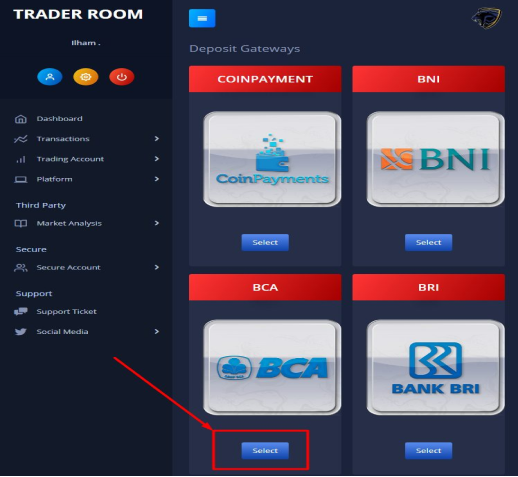 TRADER ROOM
Ilham .
Dashboard
Transactions
Trading Account
Platform
Third Party
Market Analysis
Secure
Secure Account
Support
Support Ticket
Social Media
Deposit Gateways
COINPAYMENT
CoinPayments
Select
BNI
BNI
Select
BCA
BCA
Select
BRI
BANK BRI
Select